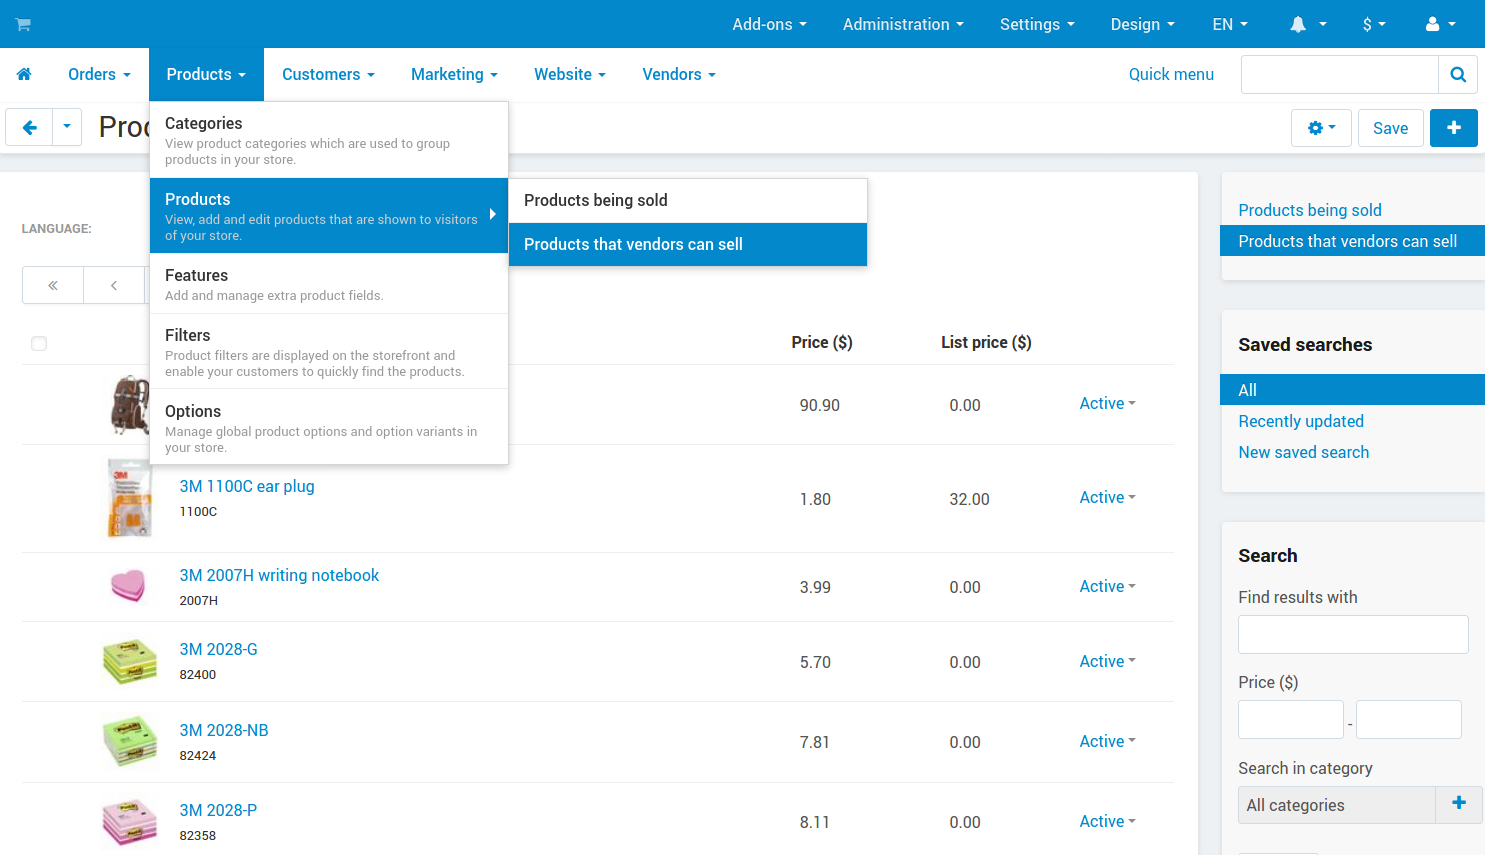 Add-ons Administration Settings Design EN $
Orders Products Customers Marketing Website Vendors Quick menu
Save
Categories
View product categories which are used to group
products in your store.
Products
View, add and edit products that are shown to visitors
of your store.
Products being sold
Products that vendors can sell
Features
Add and manage extra product fields.
Filters
Product filters are displayed on the storefront and
enable your customers to quickly find the products.
Options
Manage global product options and option variants in
your store.
LANGUAGE:
« ‹
Price ($) List price ($)
90.90 0.00 Active
3M 1100C ear plug
1100C
1.80 32.00 Active
3M 2007H writing notebook
2007H
3.99 0.00 Active
3M 2028-G
82400
5.70 0.00 Active
3M 2028-NB
82424
7.81 0.00 Active
3M 2028-P
82358
8.11 0.00 Active
Products being sold
Products that vendors can sell
Saved searches
All
Recently updated
New saved search
Search
Find results with
Price ($)
-
Search in category
All categories